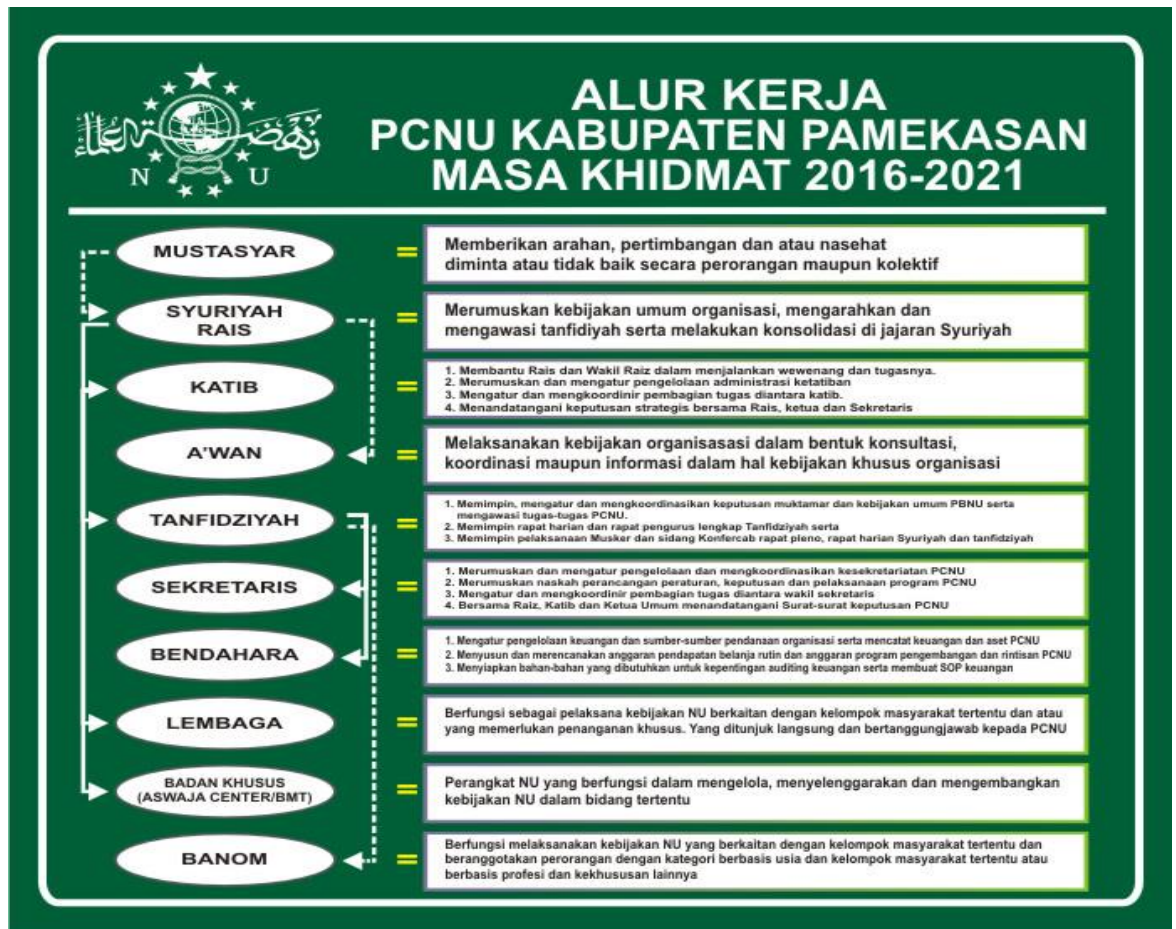 نهضة العلماء
N U
ALUR KERJA
PCNU KABUPATEN PAMEKASAN
MASA KHIDMAT 2016-2021
MUSTASYAR
=
Memberikan arahan, pertimbangan dan atau nasehat
diminta atau tidak baik secara perorangan maupun kolektif
SYURIYAH
RAIS
=
Merumuskan kebijakan umum organisasi, mengarahkan dan
mengawasi tanfidiyah serta melakukan konsolidasi di jajaran Syuriyah
KATIB
=
1. Membantu Rais dan Wakil Raiz dalam menjalankan wewenang dan tugasnya.
2. Merumuskan dan mengatur pengelolaan administrasi ketatiban
3. Mengatur dan mengkoordinir pembagian tugas diantara katib.
4. Menandatangani keputusan strategis bersama Rais, ketua dan Sekretaris
A'WAN
=
Melaksanakan kebijakan organisasasi dalam bentuk konsultasi,
koordinasi maupun informasi dalam hal kebijakan khusus organisasi
TANFIDZIYAH
=
1. Memimpin, mengatur dan mengkoordinasikan keputusan muktamar dan kebijakan umum PBNU serta
mengawasi tugas-tugas PCNU.
2. Memimpin rapat harian dan rapat pengurus lengkap Tanfidziyah serta
3. Memimpin pelaksanaan Musker dan sidang Konfercab rapat pleno, rapat harian Syuriyah dan tanfidziyah
SEKRETARIS
=
1. Merumuskan dan mengatur pengelolaan dan mengkoordinasikan kesekretariatan PCNU
2. Merumuskan naskah perancangan peraturan, keputusan dan pelaksanaan program PCNU
3. Mengatur dan mengkoordinir pembagian tugas diantara wakil sekretaris
4. Bersama Raiz, Katib dan Ketua Umum menandatangani Surat-surat keputusan PCNU
BENDAHARA
=
1. Mengatur pengelolaan keuangan dan sumber-sumber pendanaan organisasi serta mencatat keuangan dan aset PCNU
2. Menyusun dan merencanakan anggaran pendapatan belanja rutin dan anggaran program pengembangan dan rintisan PCNU
3. Menyiapkan bahan-bahan yang dibutuhkan untuk kepentingan auditing keuangan serta membuat SOP keuangan
LEMBAGA
=
Berfungsi sebagai pelaksana kebijakan NU berkaitan dengan kelompok masyarakat tertentu dan atau
yang memerlukan penanganan khusus. Yang ditunjuk langsung dan bertanggungjawab kepada PCNU
BADAN KHUSUS
(ASWAJA CENTER/BMT)
=
Perangkat NU yang berfungsi dalam mengelola, menyelenggarakan dan mengembangkan
kebijakan NU dalam bidang tertentu
BANOM
=
Berfungsi melaksanakan kebijakan NU yang berkaitan dengan kelompok masyarakat tertentu dan
beranggotakan perorangan dengan kategori berbasis usia dan kelompok masyarakat tertentu atau
berbasis profesi dan kekhususan lainnya